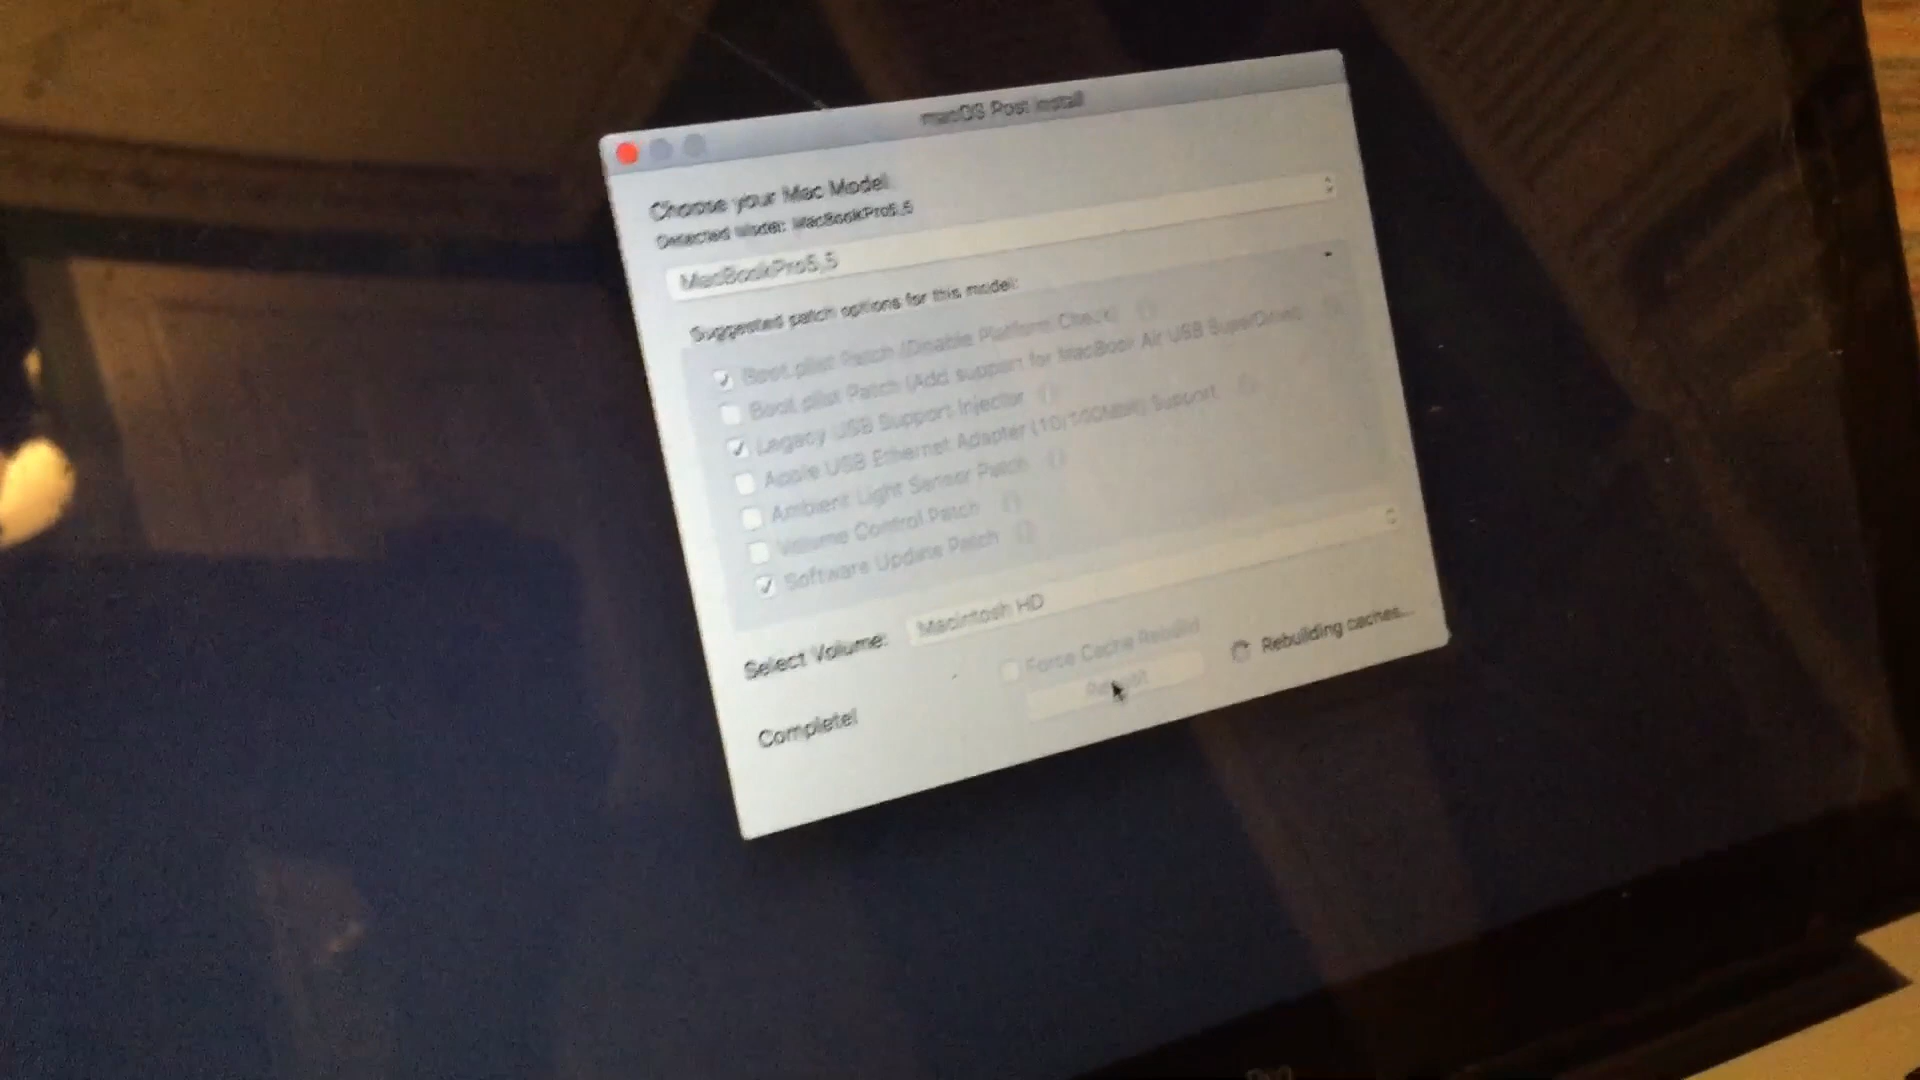 macOS Post Install
Choose your Mac Model:
Detected Model: MacBookPro5,5
MacBookPro5,5
Suggested patch options for this model:
Boot.plist Patch (Disable Platform Check)
Boot.plist Patch (Add support for MacBook Air USB SuperDrive)
Legacy USB Support Injector
Apple USB Ethernet Adapter (10/100Mbit) Support
Ambient Light Sensor Patch
Volume Control Patch
Software Update Patch
Select Volume: Macintosh HD
Force Cache Rebuild
Rebuilding caches...
Complete!